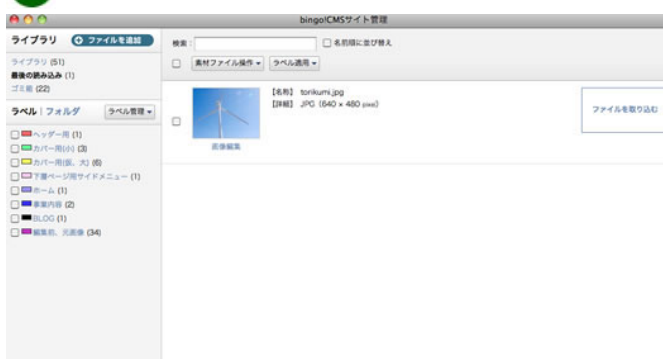 bingo!CMSサイト管理
ライブラリ
ファイルを追加
ライブラリ (51)
最後の読み込み (1)
ゴミ箱 (22)
ラベル | フォルダ
ラベル管理
ヘッダー用 (1)
カバー用(小) (3)
カバー用(仮、大) (6)
下層ページ用サイドメニュー (1)
ホーム (1)
事業内容 (2)
BLOG (1)
編集前、元画像 (34)
検索:
名前順に並び替え
素材ファイル操作
ラベル適用
【名称】 torikumi.jpg
【詳細】 JPG (640 × 480 pixel)
画像編集
ファイルを取り込む